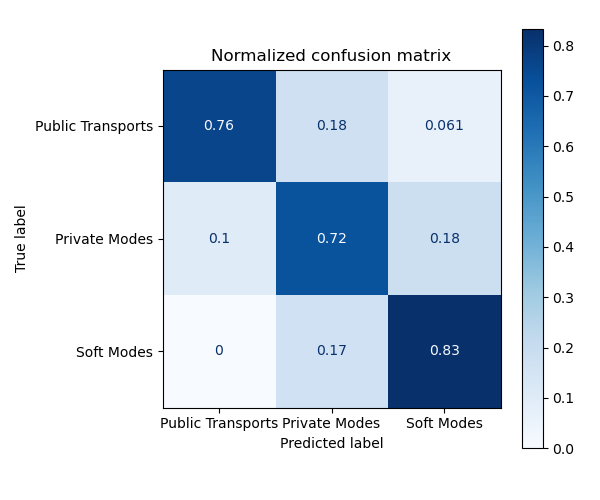 Normalized confusion matrix
Public Transports 0.76 0.18 0.061
Private Modes 0.1 0.72 0.18
Soft Modes 0 0.17 0.83
Public Transports Private Modes Soft Modes
Predicted label
True label
0.8
0.7
0.6
0.5
0.4
0.3
0.2
0.1
0.0